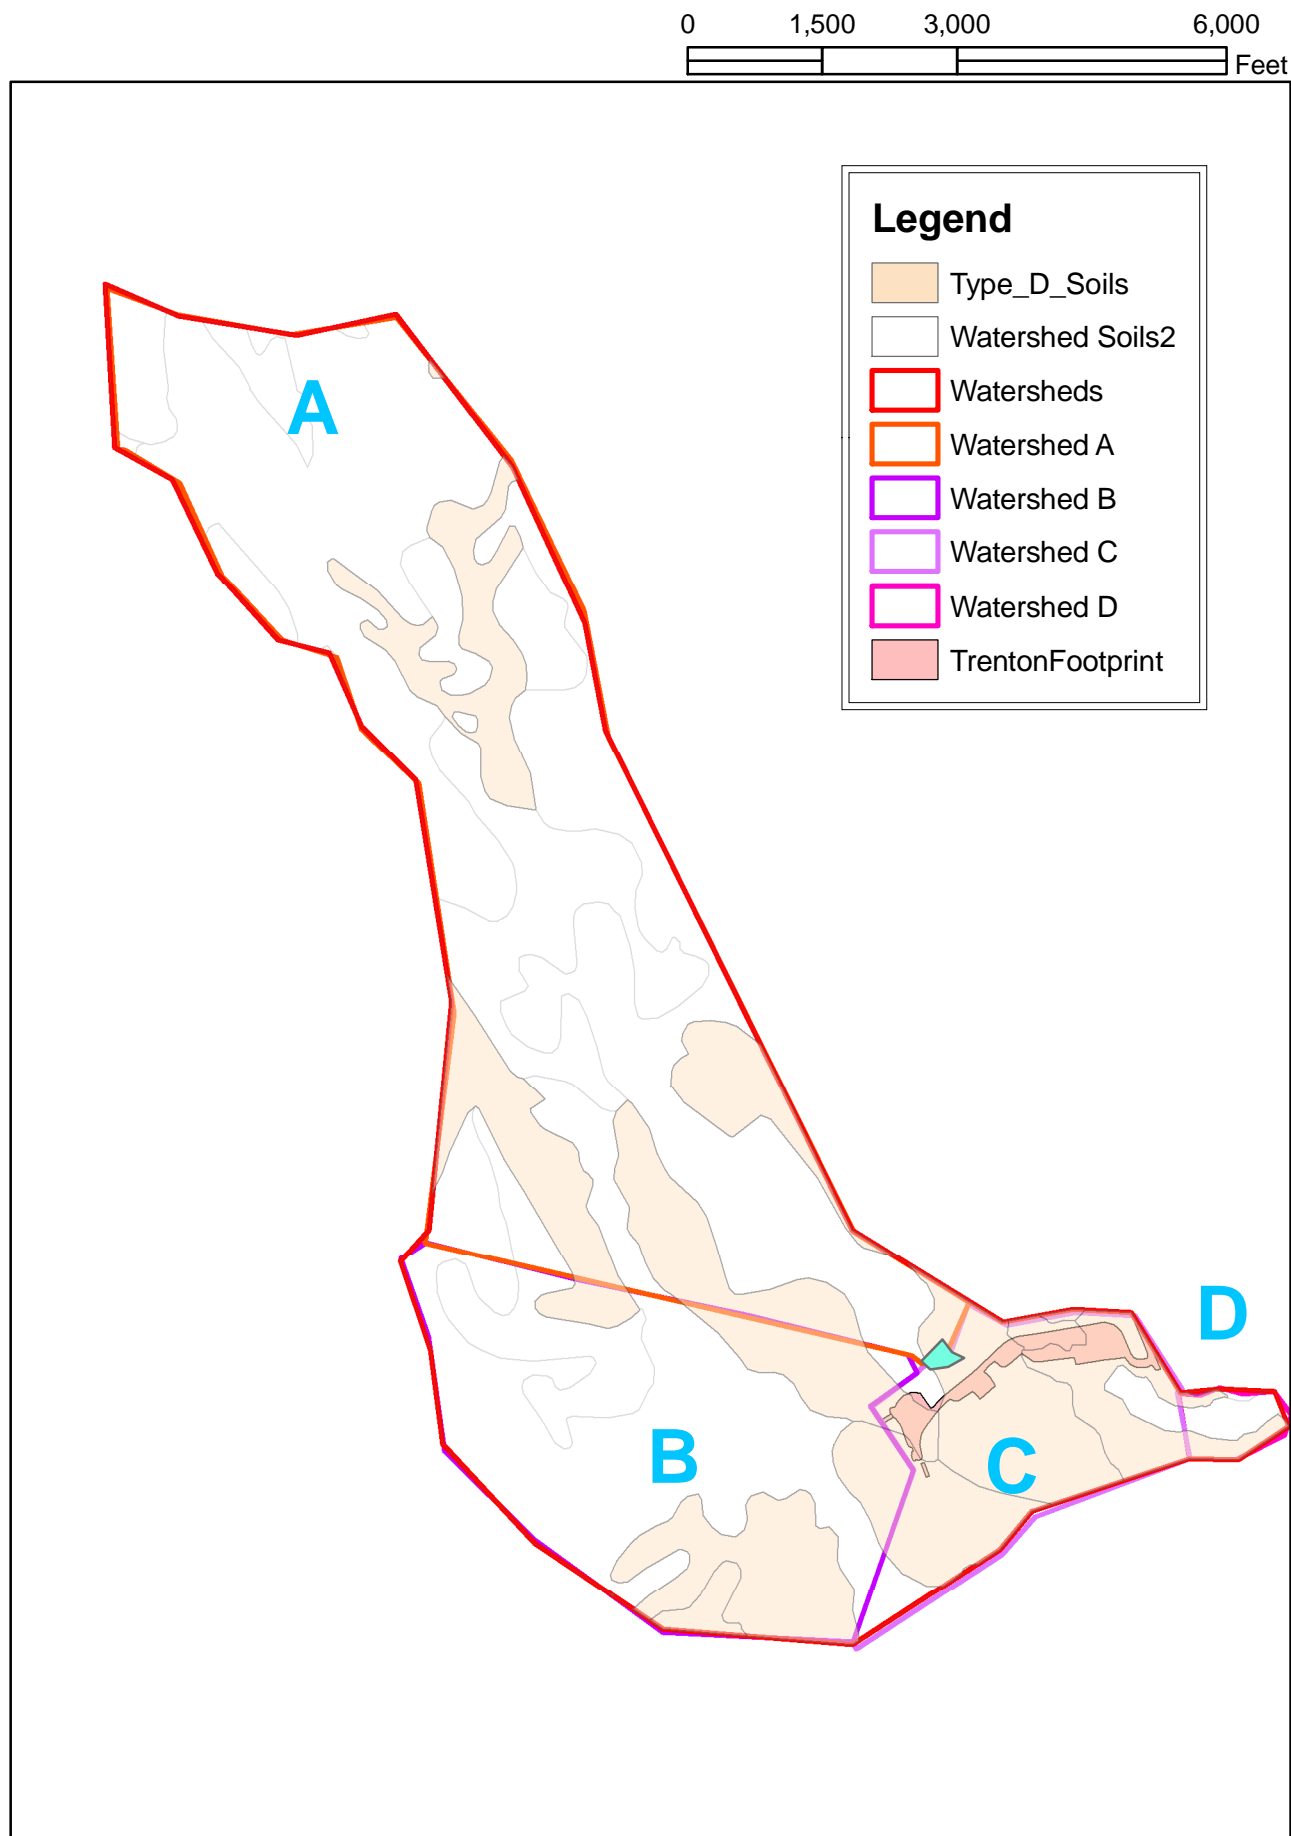 0 1,500 3,000 6,000
Feet
Legend
Type_D_Soils
Watershed Soils2
Watersheds
Watershed A
Watershed B
Watershed C
Watershed D
TrentonFootprint
A
D
B
C